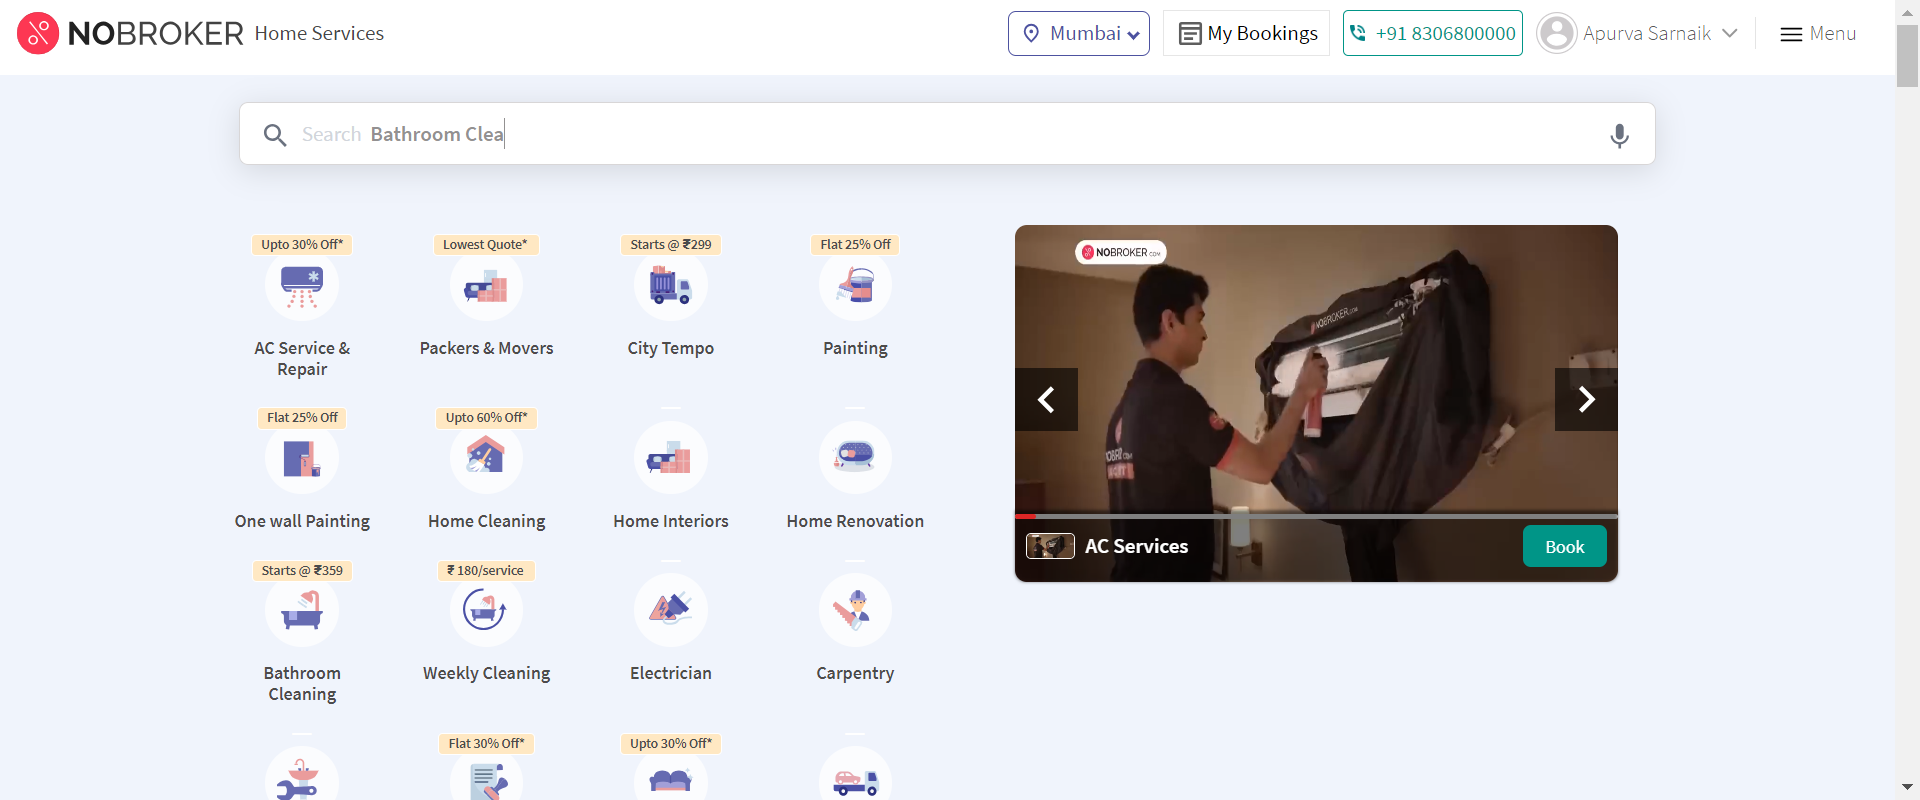 NOBROKER Home Services
Mumbai
My Bookings
+91 8306800000
Apurva Sarnaik
Menu
Search Bathroom Clea
Upto 30% Off*
Lowest Quote*
Starts @ ₹299
Flat 25% Off
AC Service &
Repair
Packers & Movers
City Tempo
Painting
Flat 25% Off
Upto 60% Off*
One wall Painting
Home Cleaning
Home Interiors
Home Renovation
Starts @ ₹359
₹ 180/service
Bathroom
Cleaning
Weekly Cleaning
Electrician
Carpentry
Flat 30% Off*
Upto 30% Off*
NOBROKER.COM
NOBROKER.COM
AC Services
Book